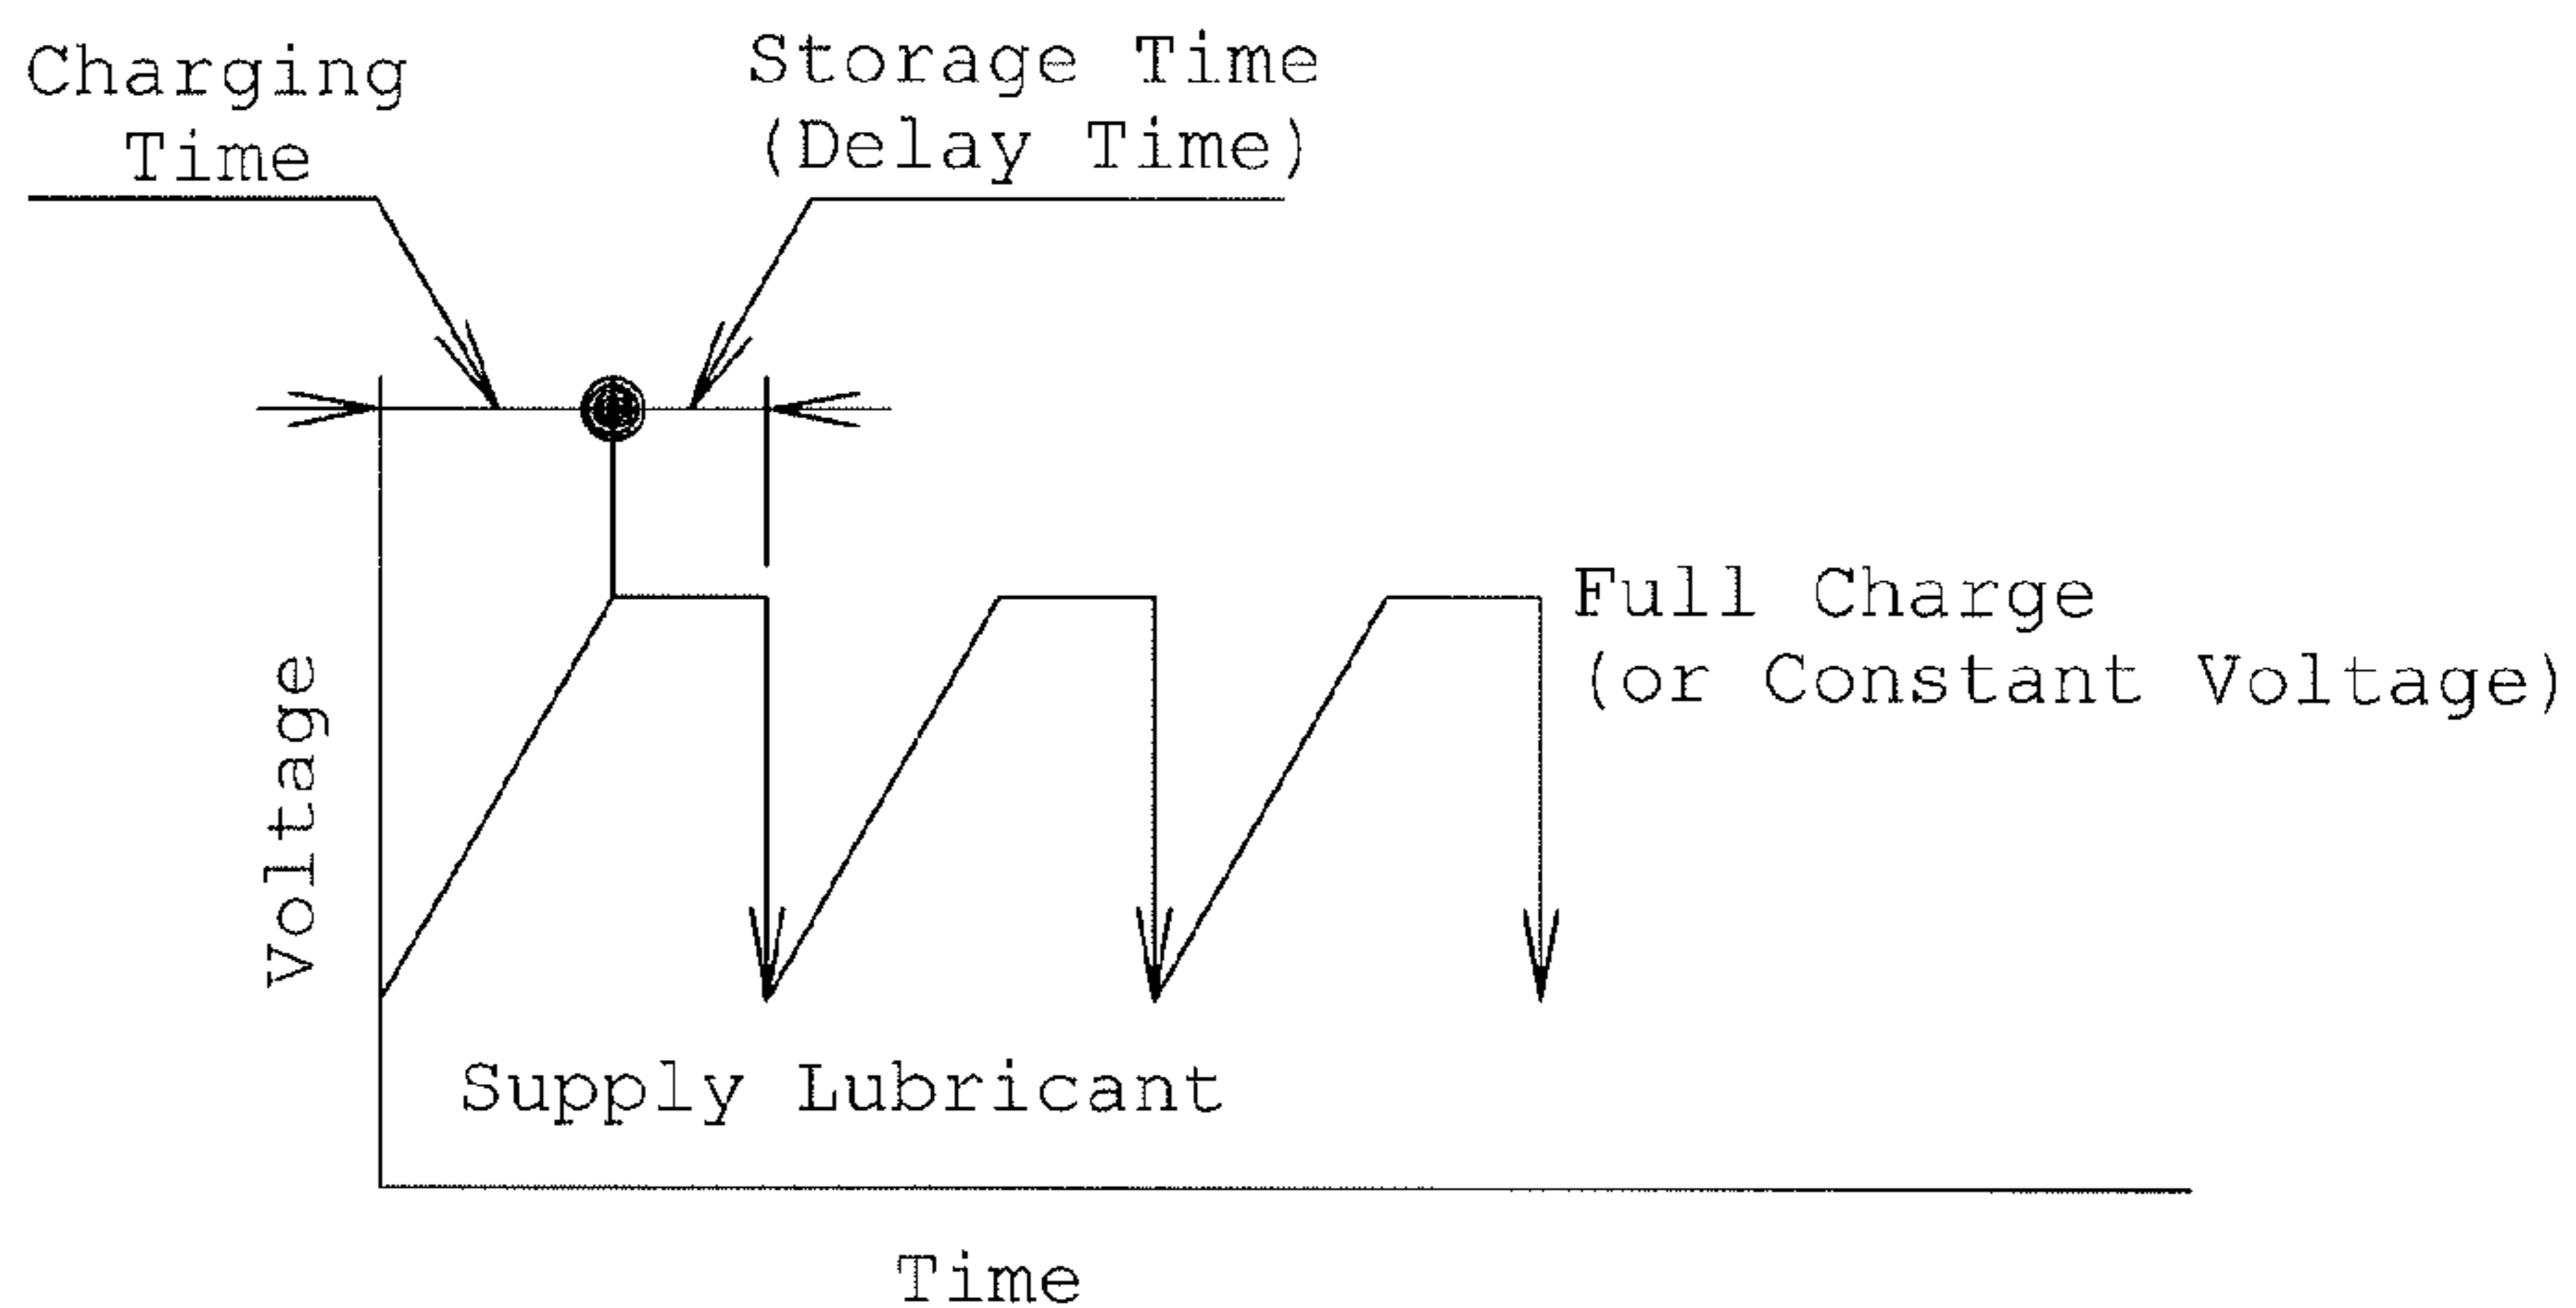 Charging
Time
Storage Time
(Delay Time)
Full Charge
(or Constant Voltage)
Voltage
Supply Lubricant
Time